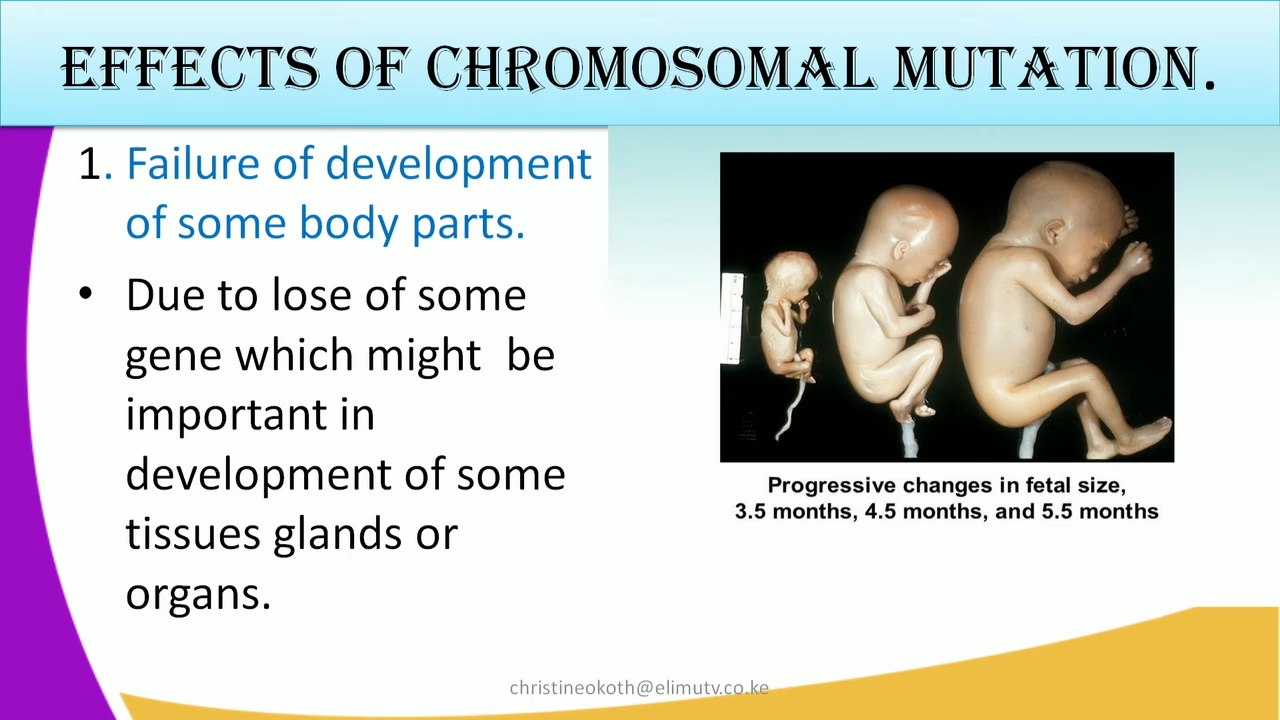 EFFECTS OF CHROMOSOMAL MUTATION.
1. Failure of development
of some body parts.
• Due to lose of some
gene which might be
important in
development of some
tissues glands or
organs.
Progressive changes in fetal size,
3.5 months, 4.5 months, and 5.5 months
christineokoth@elimutv.co.ke